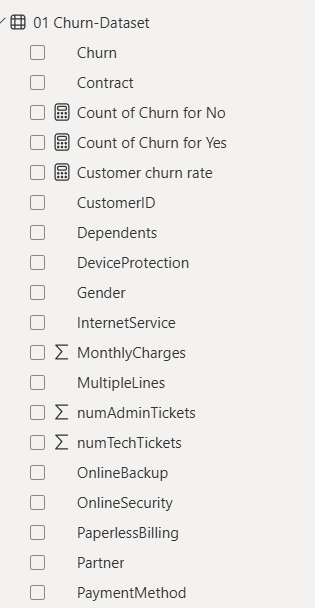 01 Churn-Dataset
Churn
Contract
Count of Churn for No
Count of Churn for Yes
Customer churn rate
CustomerID
Dependents
DeviceProtection
Gender
InternetService
MonthlyCharges
MultipleLines
numAdminTickets
numTechTickets
OnlineBackup
OnlineSecurity
PaperlessBilling
Partner
PaymentMethod